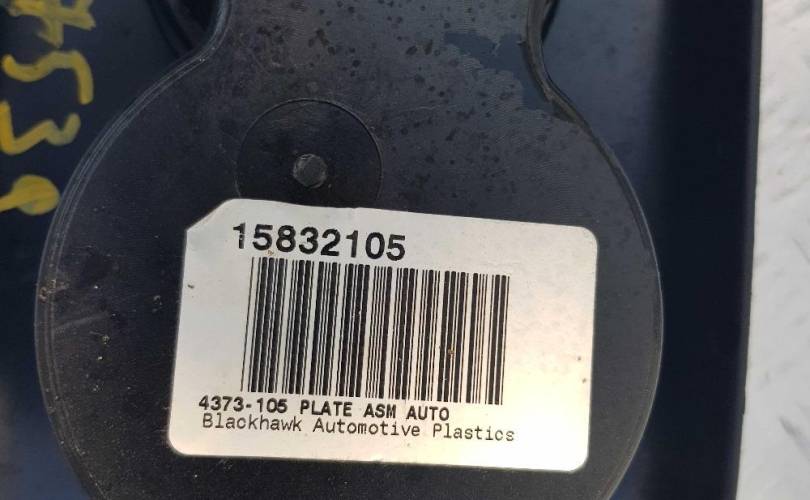 15832105
4373-105 PLATE ASM AUTO
Blackhawk Automotive Plastics